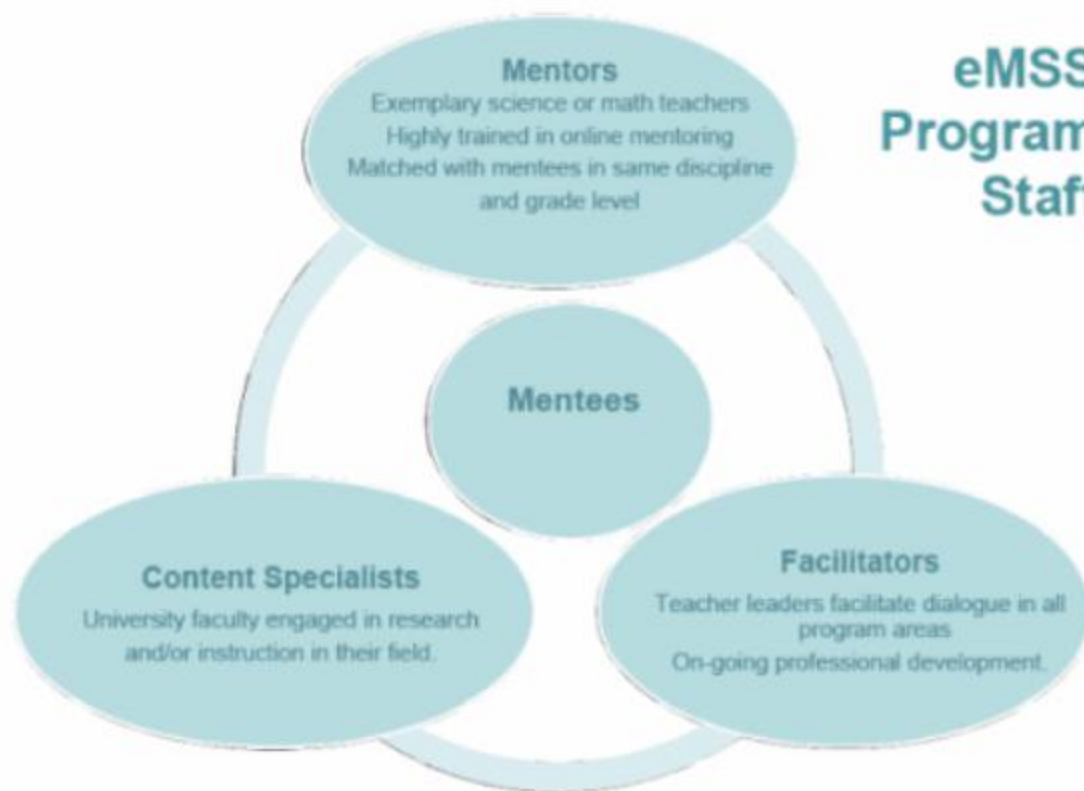 eMSS
Program
Staff
Mentors
Exemplary science or math teachers
Highly trained in online mentoring
Matched with mentees in same discipline
and grade level
Mentees
Content Specialists
University faculty engaged in research
and/or instruction in their field.
Facilitators
Teacher leaders facilitate dialogue in all
program areas
On-going professional development.